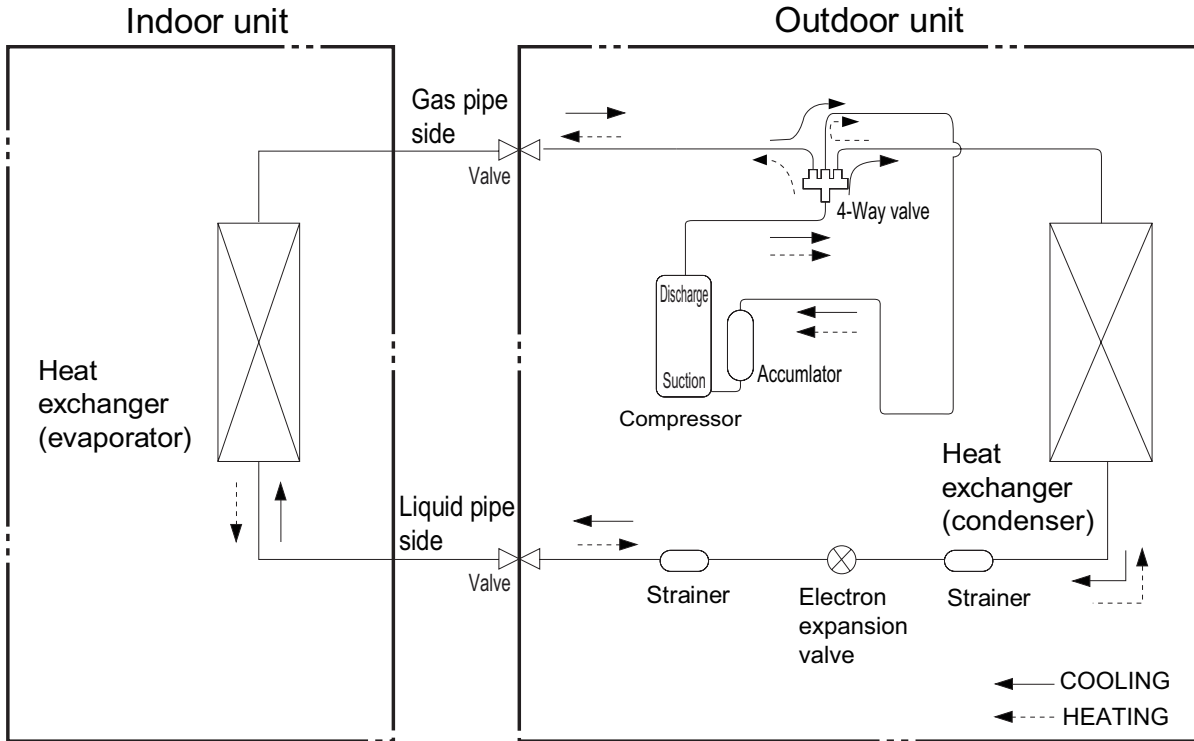 Indoor unit
Outdoor unit
Gas pipe
side
Valve
4-Way valve
Discharge
Suction
Accumlator
Compressor
Heat
exchanger
(evaporator)
Heat
exchanger
(condenser)
Liquid pipe
side
Valve
Strainer
Electron
expansion
valve
Strainer
COOLING
HEATING